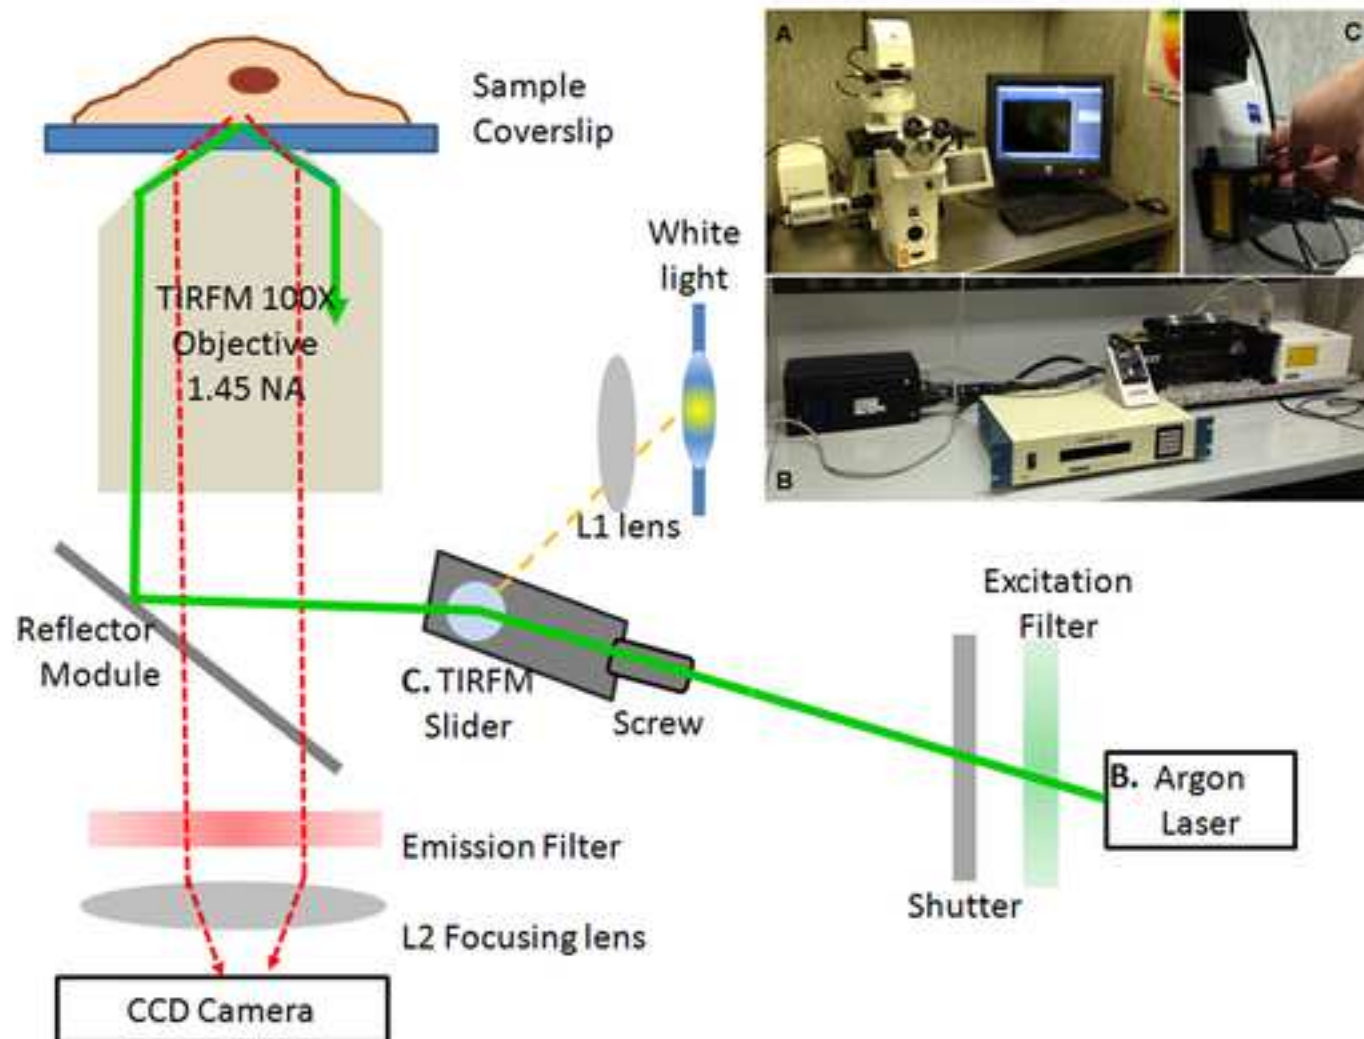 Sample
Coverslip
A
C
White
light
TIRFM 100X
Objective
1.45 NA
B
L1 lens
Excitation
Filter
Reflector
Module
C. TIRFM
Slider
Screw
B. Argon
Laser
Emission Filter
Shutter
L2 Focusing lens
CCD Camera